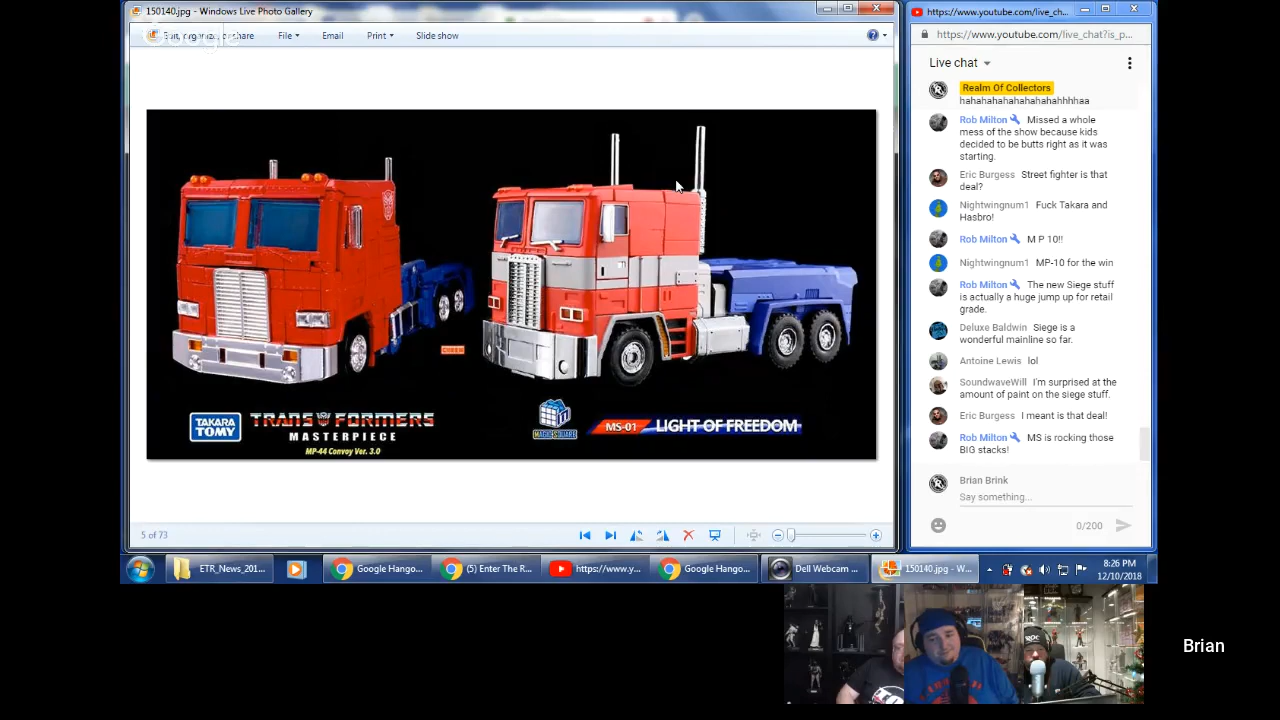 150140.jpg - Windows Live Photo Gallery
Google
File
Email
Print
Slide show
COVER
TAKARA TOMY
TRANSFORMERS
MASTERPIECE
MP-44 Convoy Ver. 3.0
MAGIC SQUARE
MS-01 LIGHT OF FREEDOM
5 of 73
https://www.youtube.com/live_ch...
https://www.youtube.com/live_chat?is_p...
Live chat
Realm Of Collectors
hahahahahahahahahhhhaa
Rob Milton Missed a whole
mess of the show because kids
decided to be butts right as it was
starting.
Eric Burgess Street fighter is that
deal?
Nightwingnum1 Fuck Takara and
Hasbro!
Rob Milton M P 10!!
Nightwingnum1 MP-10 for the win
Rob Milton The new Siege stuff
is actually a huge jump up for retail
grade.
Deluxe Baldwin Siege is a
wonderful mainline so far.
Antoine Lewis lol
SoundwaveWill I'm surprised at the
amount of paint on the siege stuff.
Eric Burgess I meant is that deal!
Rob Milton MS is rocking those
BIG stacks!
Brian Brink
Say something...
0/200
ETR_News_201...
Google Hango...
(5) Enter The R...
https://www.y...
Google Hango...
Dell Webcam ...
150140.jpg - W...
8:26 PM
12/10/2018
ROC
Brian